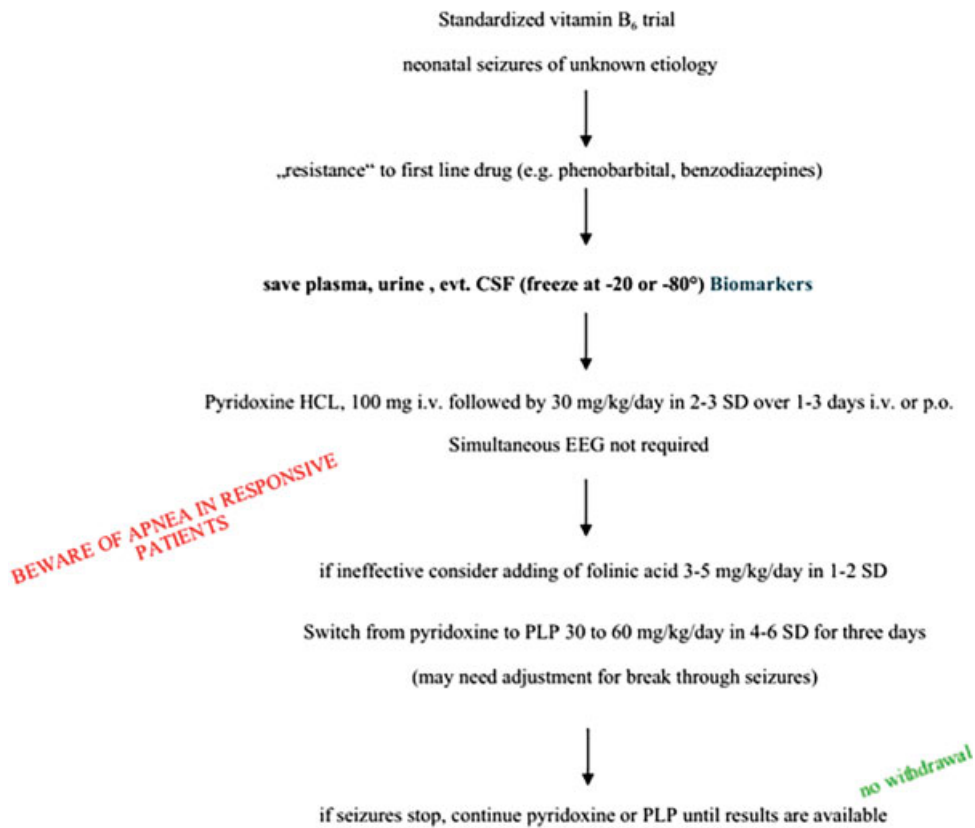 Standardized vitamin B₆ trial
neonatal seizures of unknown etiology
„resistance“ to first line drug (e.g. phenobarbital, benzodiazepines)
save plasma, urine , evt. CSF (freeze at -20 or -80°) Biomarkers
Pyridoxine HCL, 100 mg i.v. followed by 30 mg/kg/day in 2-3 SD over 1-3 days i.v. or p.o.
Simultaneous EEG not required
BEWARE OF APNEA IN RESPONSIVE
PATIENTS
if ineffective consider adding of folinic acid 3-5 mg/kg/day in 1-2 SD
Switch from pyridoxine to PLP 30 to 60 mg/kg/day in 4-6 SD for three days
(may need adjustment for break through seizures)
no withdrawal
if seizures stop, continue pyridoxine or PLP until results are available